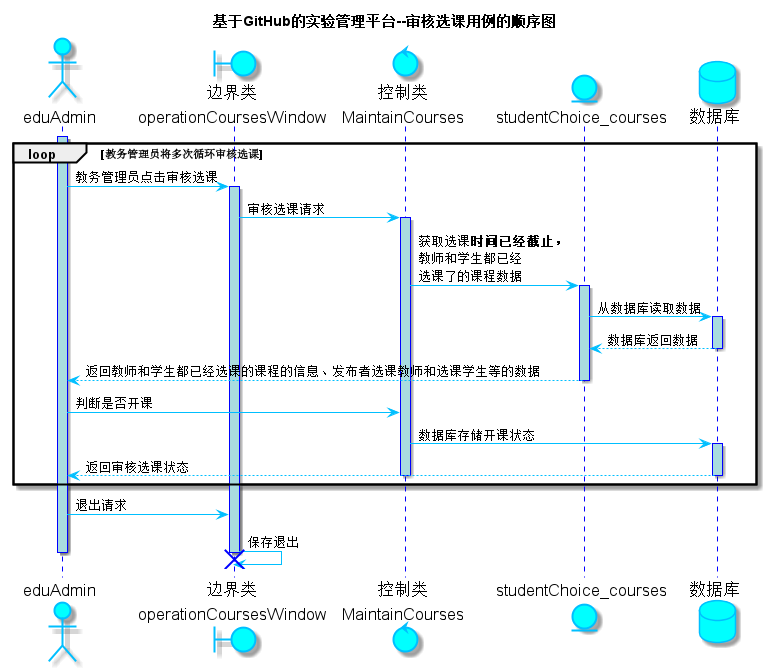 基于GitHub的实验管理平台--审核选课用例的顺序图
eduAdmin
边界类
operationCoursesWindow
控制类
MaintainCourses
studentChoice_courses
数据库
loop
[教务管理员将多次循环审核选课]
教务管理员点击审核选课
审核选课请求
获取选课时间已经截止，
教师和学生都已经
选课了的课程数据
从数据库读取数据
数据库返回数据
返回教师和学生都已经选课的课程的信息、发布者选课教师和选课学生等的数据
判断是否开课
数据库存储开课状态
返回审核选课状态
退出请求
保存退出
eduAdmin
边界类
operationCoursesWindow
控制类
MaintainCourses
studentChoice_courses
数据库